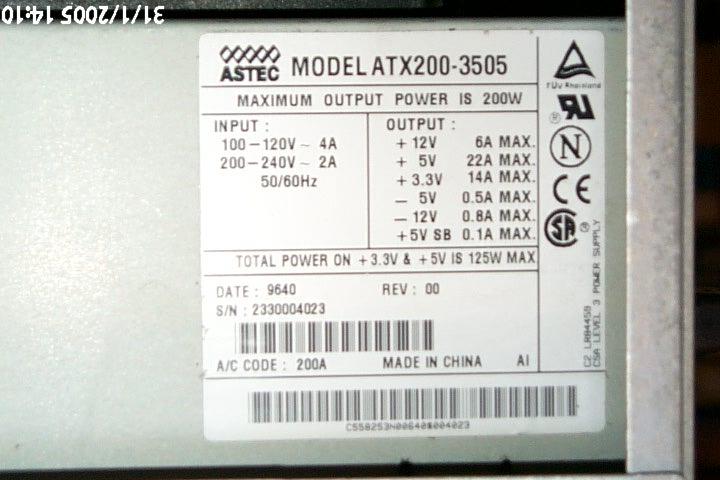 31/1/2005 14:10
ASTEC MODEL ATX200-3505
MAXIMUM OUTPUT POWER IS 200W
INPUT :
100-120V ~ 4A
200-240V ~ 2A
50/60Hz
OUTPUT :
+ 12V 6A MAX.
+ 5V 22A MAX.
+ 3.3V 14A MAX.
- 5V 0.5A MAX.
- 12V 0.8A MAX.
+5V SB 0.1A MAX.
TOTAL POWER ON +3.3V & +5V IS 125W MAX
DATE : 9640 REV : 00
S/N : 2330004023
A/C CODE : 200A MADE IN CHINA AI
TÜV Rheinland
N
CE
SA
C2 LR84459
CSA LEVEL 3 POWER SUPPLY